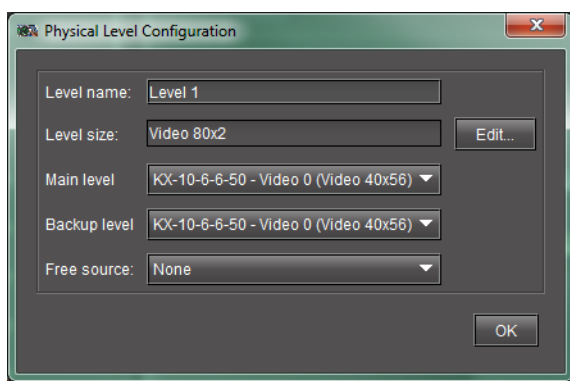 Physical Level Configuration
Level name: Level 1
Level size: Video 80x2 Edit...
Main level KX-10-6-6-50 - Video 0 (Video 40x56)
Backup level KX-10-6-6-50 - Video 0 (Video 40x56)
Free source: None
OK